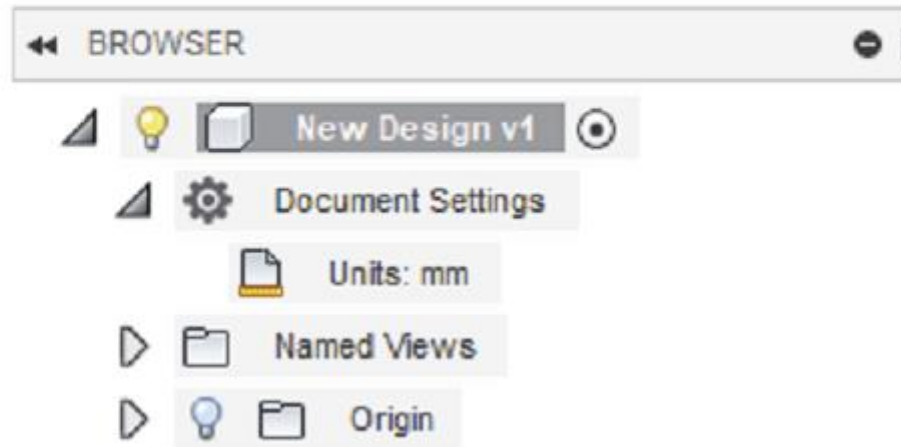 BROWSER
New Design v1
Document Settings
Units: mm
Named Views
Origin